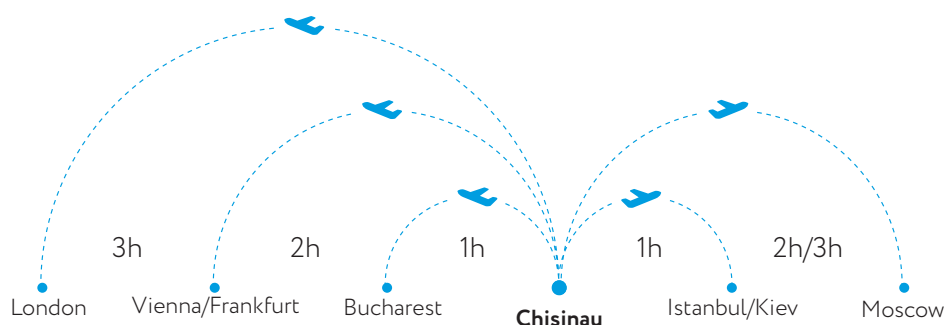 3h 2h 1h 1h 2h/3h
London Vienna/Frankfurt Bucharest Chisinau Istanbul/Kiev Moscow